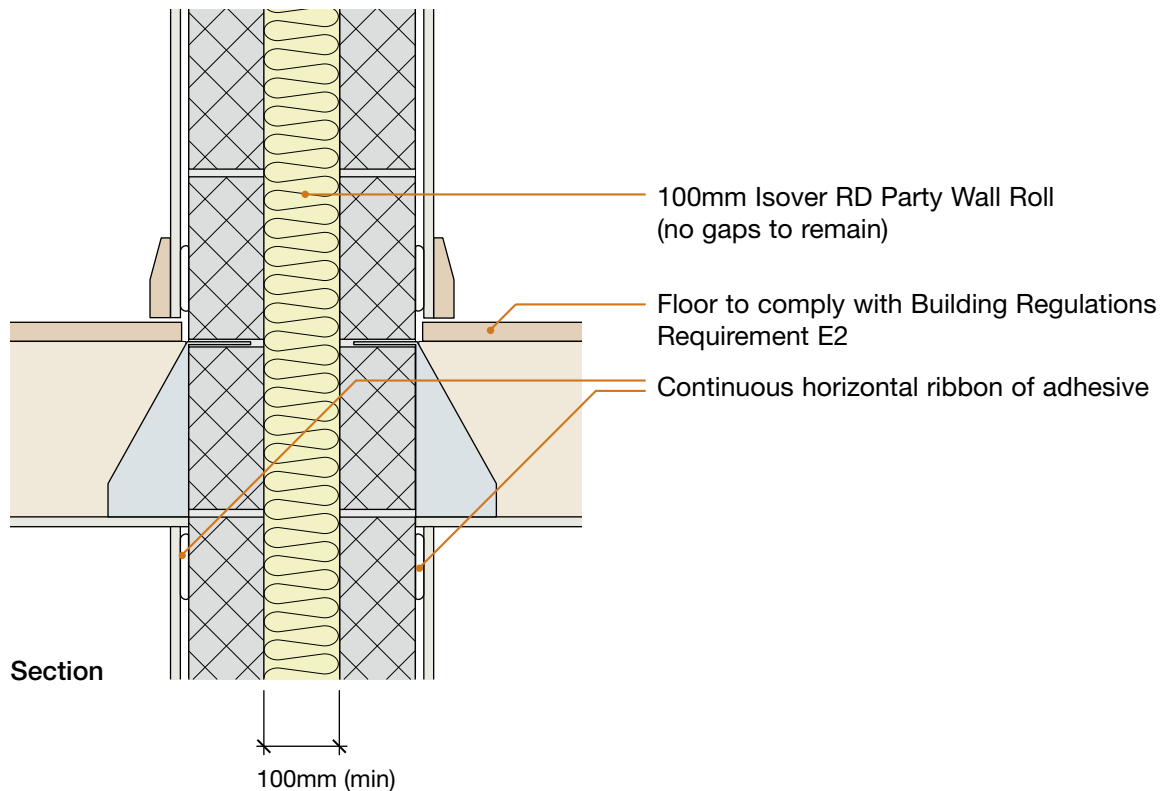 100mm Isover RD Party Wall Roll
(no gaps to remain)
Floor to comply with Building Regulations
Requirement E2
Continuous horizontal ribbon of adhesive
Section
100mm (min)